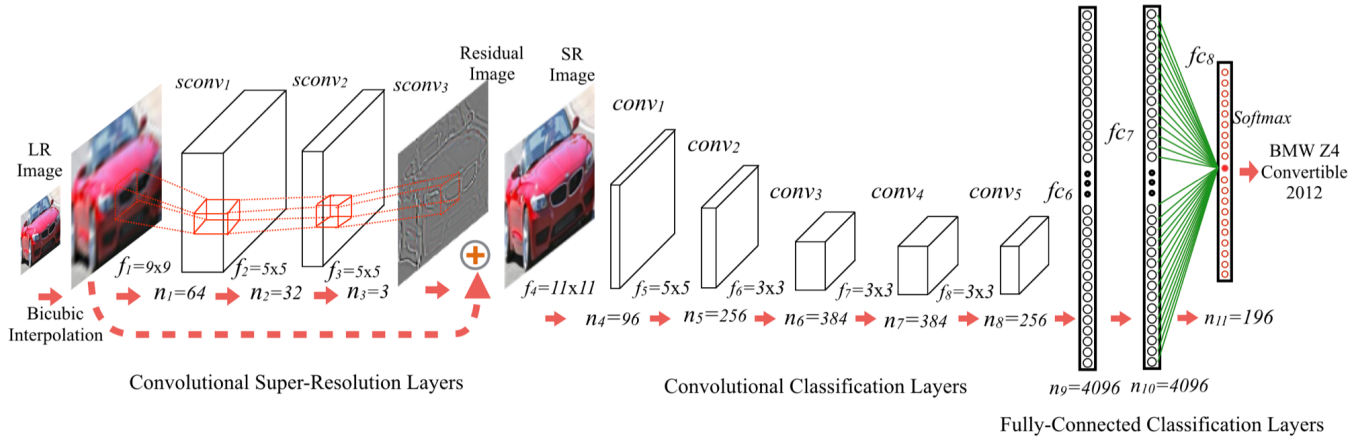 LR
Image
Bicubic
Interpolation
f₁=9x9
sconv₁
n₁=64
f₂=5x5
sconv₂
n₂=32
f₃=5x5
sconv₃
n₃=3
Residual
Image
SR
Image
Convolutional Super-Resolution Layers
f₄=11x11
conv₁
n₄=96
f₅=5x5
conv₂
n₅=256
f₆=3x3
conv₃
n₆=384
f₇=3x3
conv₄
n₇=384
f₈=3x3
conv₅
n₈=256
Convolutional Classification Layers
fc₆
n₉=4096
fc₇
n₁₀=4096
fc₈
n₁₁=196
Softmax
BMW Z4
Convertible
2012
Fully-Connected Classification Layers